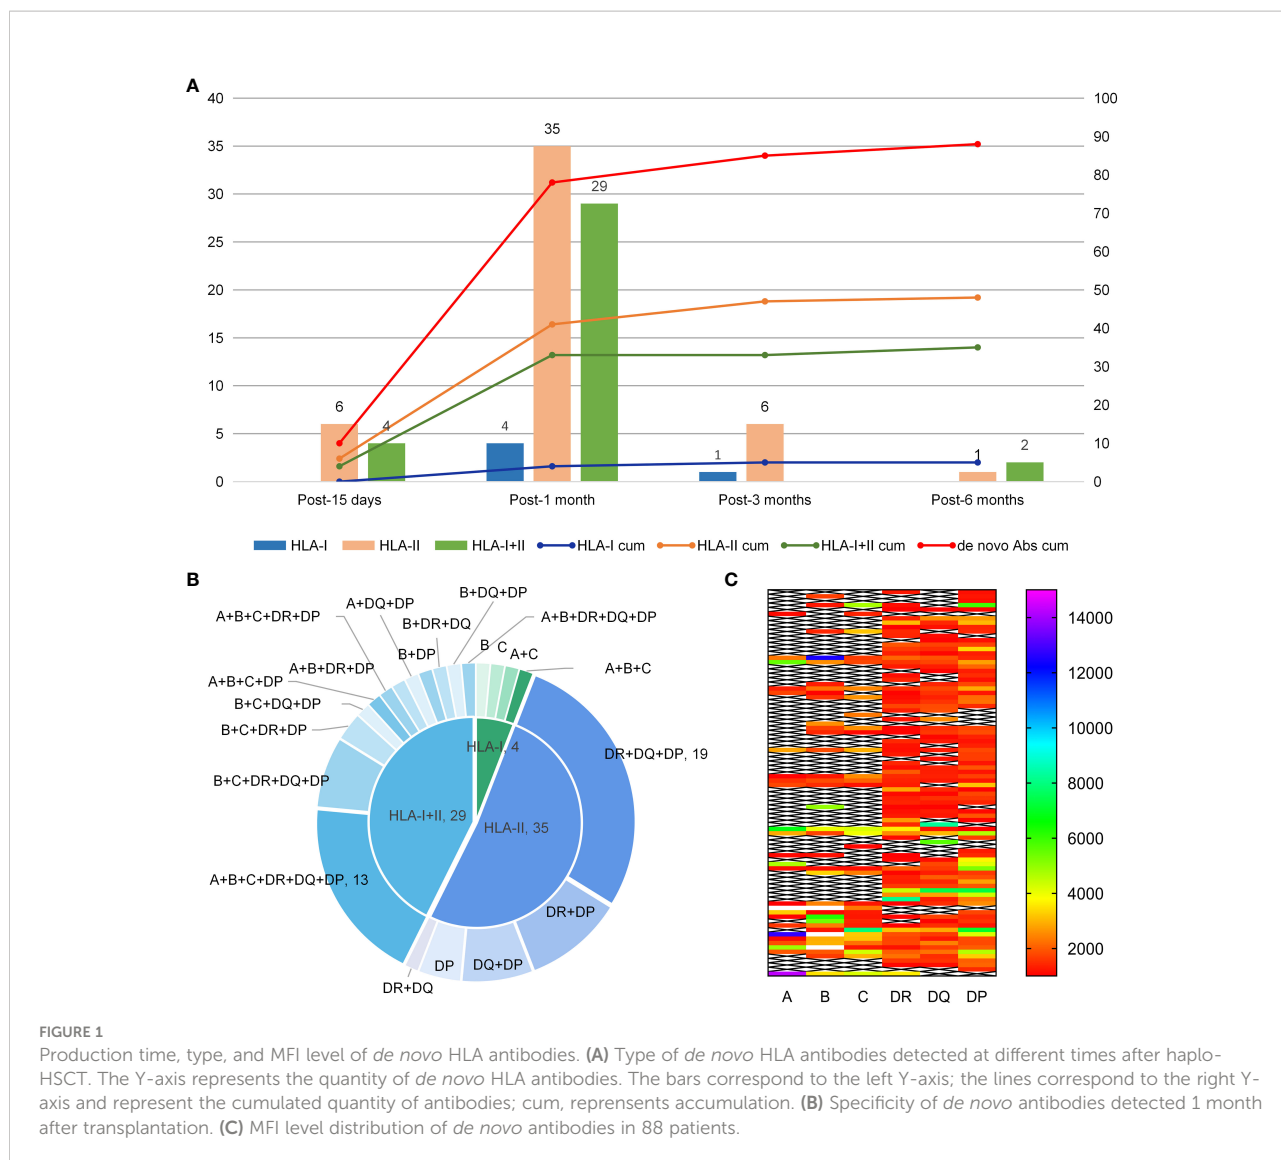 A
40
35
30
25
20
15
10
5
0
100
90
80
70
60
50
40
30
20
10
0
6
4
4
35
29
1
6
1
2
Post-15 days
Post-1 month
Post-3 months
Post-6 months
HLA-I
HLA-II
HLA-I+II
HLA-I cum
HLA-II cum
HLA-I+II cum
de novo Abs cum
B
B+DQ+DP
A+DQ+DP
A+B+C+DR+DP
B+DR+DQ
A+B+DR+DQ+DP
B+DP
B
C
A+C
A+B+C
A+B+DR+DP
A+B+C+DP
B+C+DQ+DP
B+C+DR+DP
HLA-I, 4
DR+DQ+DP, 19
B+C+DR+DQ+DP
HLA-I+II, 29
HLA-II, 35
A+B+C+DR+DQ+DP, 13
DR+DP
DP
DQ+DP
DR+DQ
C
14000
12000
10000
8000
6000
4000
2000
A
B
C
DR
DQ
DP
FIGURE 1
Production time, type, and MFI level of de novo HLA antibodies. (A) Type of de novo HLA antibodies detected at different times after haplo-
HSCT. The Y-axis represents the quantity of de novo HLA antibodies. The bars correspond to the left Y-axis; the lines correspond to the right Y-
axis and represent the cumulated quantity of antibodies; cum, reprensents accumulation. (B) Specificity of de novo antibodies detected 1 month
after transplantation. (C) MFI level distribution of de novo antibodies in 88 patients.